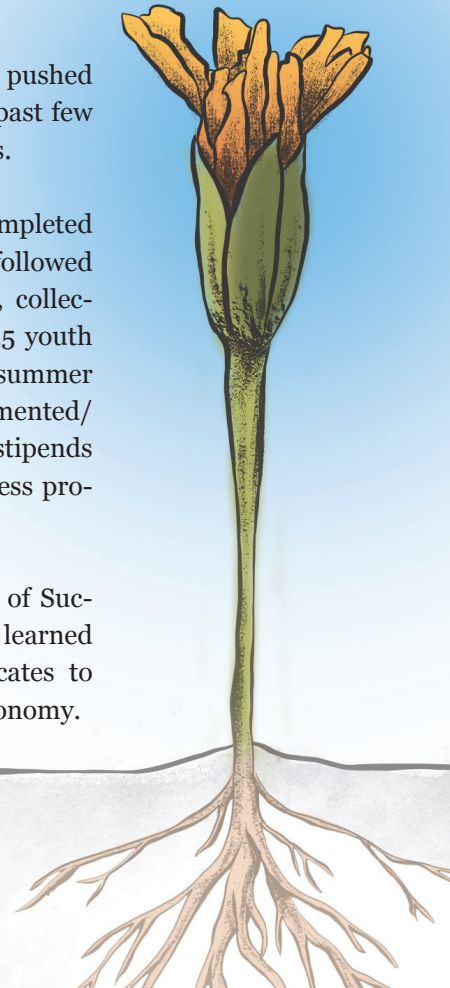 pushed
past few
s.
mpleted
followed
, collec-
5 youth
summer
mented/
stipends
ess pro-
of Suc-
learned
cates to
onomy.